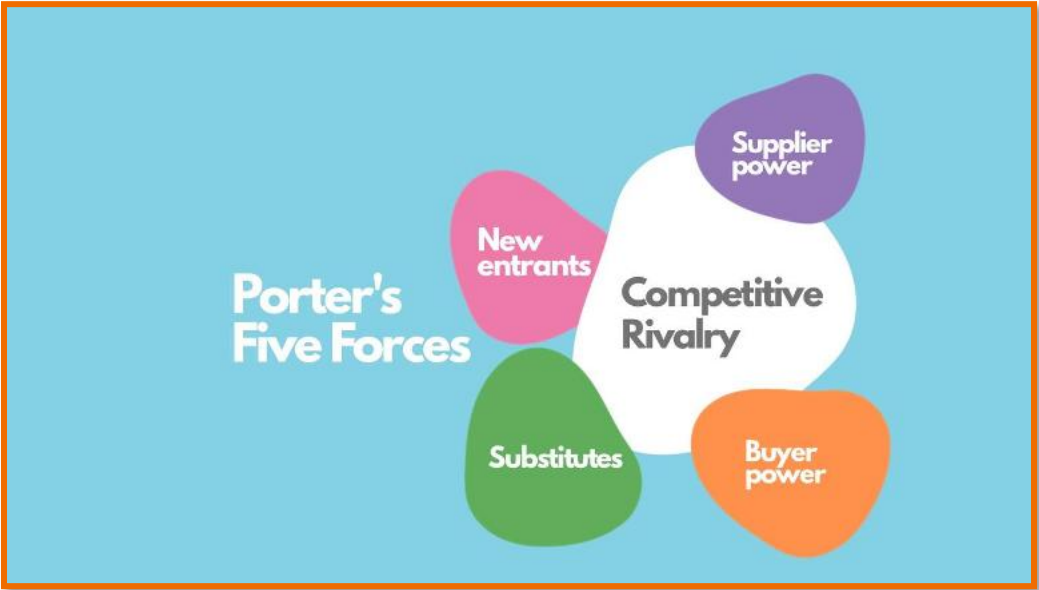 Porter's
Five Forces
New
entrants
Supplier
power
Competitive
Rivalry
Substitutes
Buyer
power